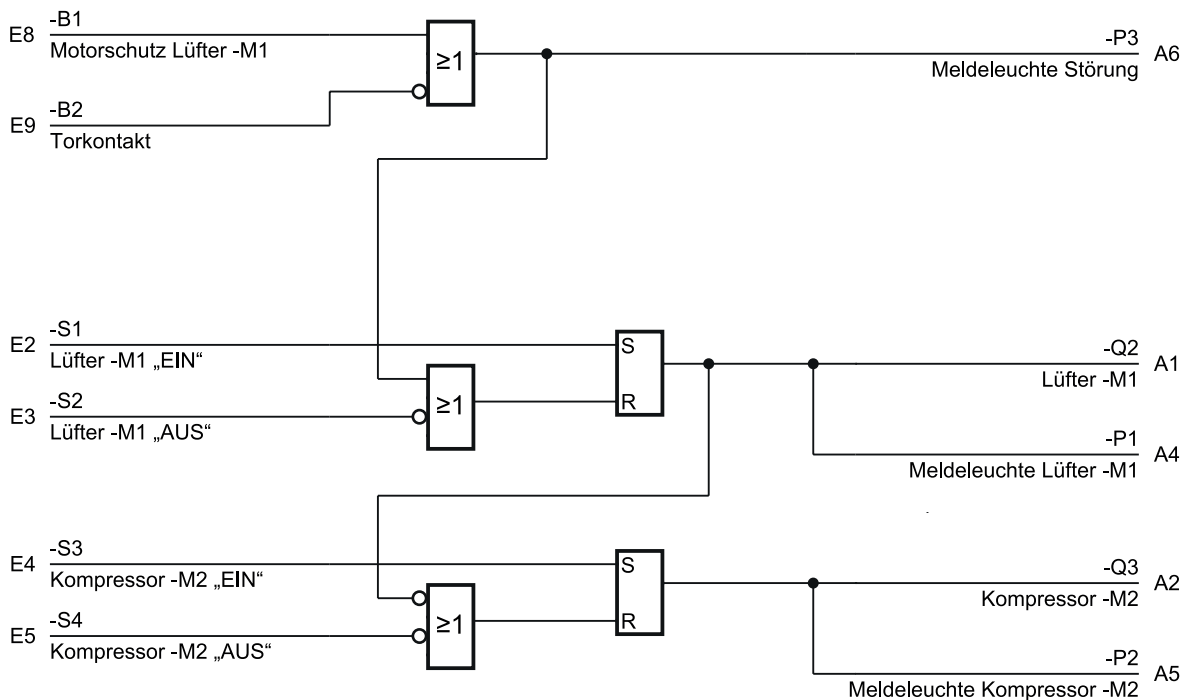 -B1
E8
Motorschutz Lüfter -M1
≥1
-P3
A6
Meldeleuchte Störung
-B2
E9
Torkontakt
-S1
E2
Lüfter -M1 „EIN“
S
R
-Q2
A1
Lüfter -M1
≥1
-S2
E3
Lüfter -M1 „AUS“
-P1
A4
Meldeleuchte Lüfter -M1
-S3
E4
Kompressor -M2 „EIN“
S
R
-Q3
A2
Kompressor -M2
≥1
-S4
E5
Kompressor -M2 „AUS“
-P2
A5
Meldeleuchte Kompressor -M2